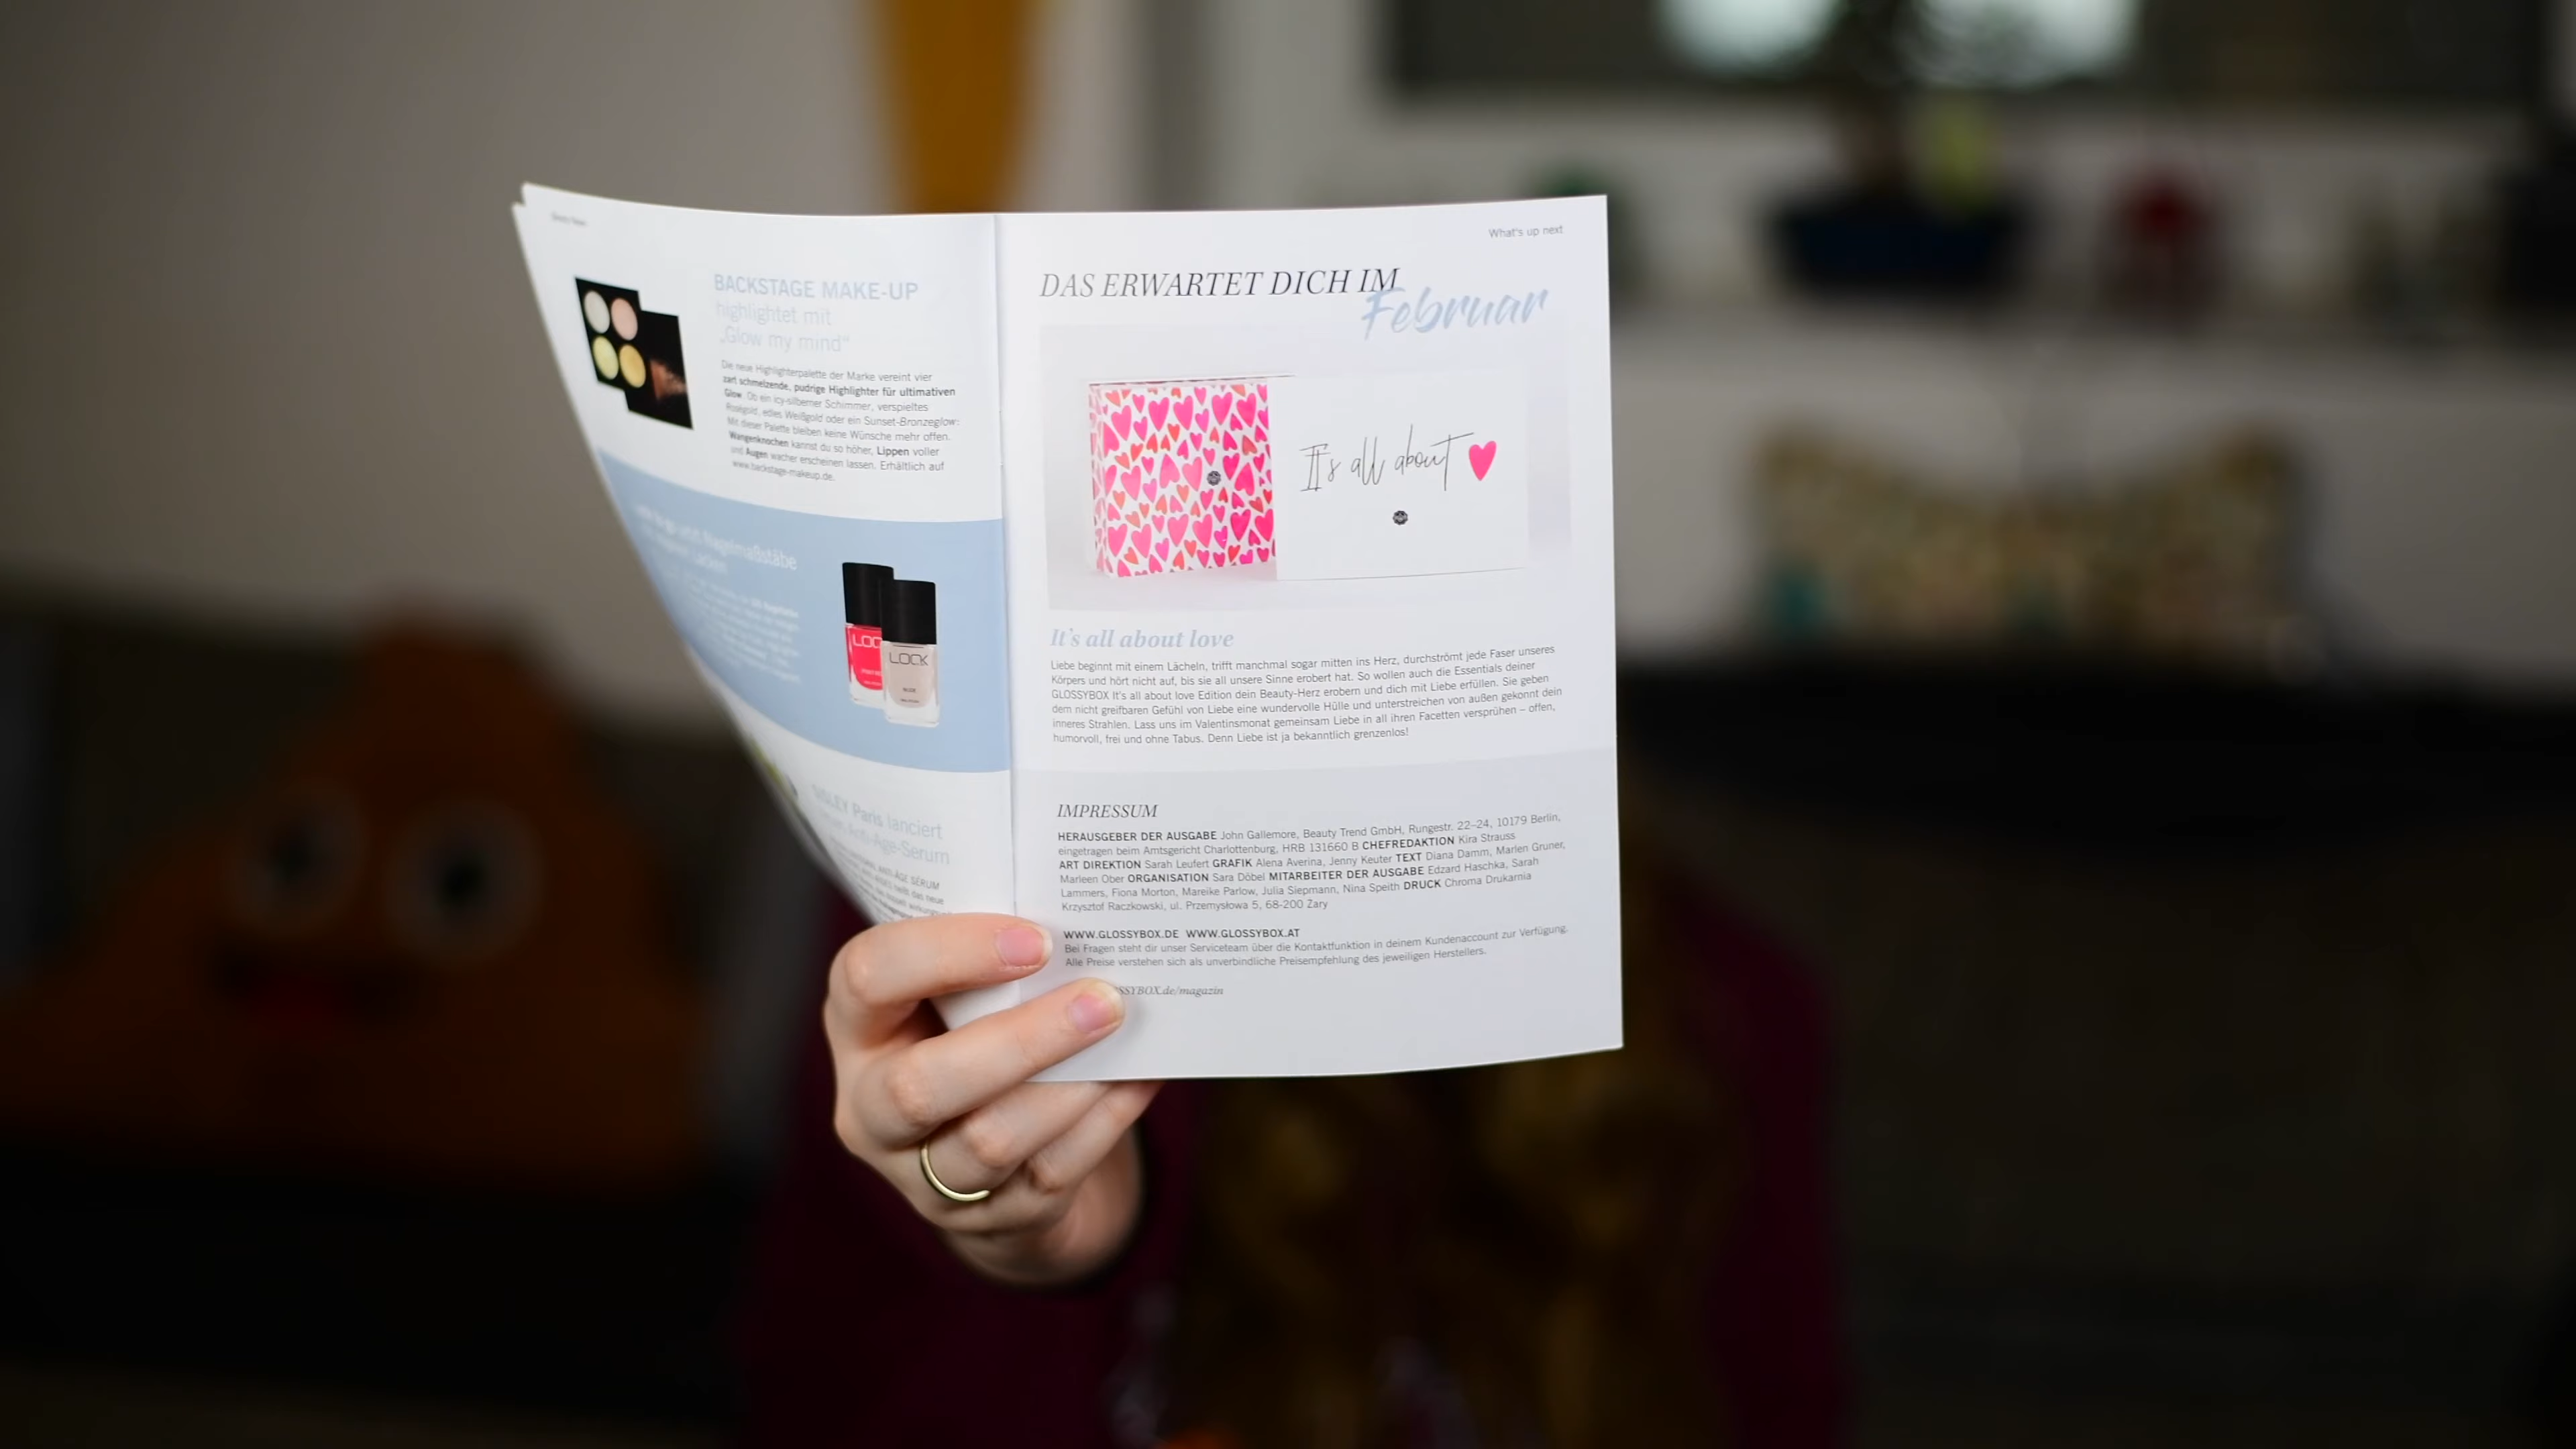 BACKSTAGE MAKE-UP
highlightet mit
„Glow my mind“
Die neue Highlighterpalette der Marke vereint vier
zart schmelzende, pudrige Highlighter für ultimativen
Glow. Ob ein icy-silberner Schimmer, verspieltes
Roségold, edles Weißgold oder ein Sunset-Bronzeglow:
Mit dieser Palette bleiben keine Wünsche mehr offen.
Wangenknochen kannst du so höher, Lippen voller
und Augen wacher erscheinen lassen. Erhältlich auf
www.backstage-makeup.de.
Nagelmaßstäbe
LOOK
LOOK
Paris lanciert
Anti-Age-Serum
What's up next
DAS ERWARTET DICH IM
Februar
It's all about
It's all about love
Liebe beginnt mit einem Lächeln, trifft manchmal sogar mitten ins Herz, durchströmt jede Faser unseres
Körpers und hört nicht auf, bis sie all unsere Sinne erobert hat. So wollen auch die Essentials deiner
GLOSSYBOX It's all about love Edition dein Beauty-Herz erobern und dich mit Liebe erfüllen. Sie geben
dem nicht greifbaren Gefühl von Liebe eine wundervolle Hülle und unterstreichen von außen gekonnt dein
inneres Strahlen. Lass uns im Valentinsmonat gemeinsam Liebe in all ihren Facetten versprühen – offen,
humorvoll, frei und ohne Tabus. Denn Liebe ist ja bekanntlich grenzenlos!
IMPRESSUM
HERAUSGEBER DER AUSGABE John Gallemore, Beauty Trend GmbH, Rungestr. 22–24, 10179 Berlin,
eingetragen beim Amtsgericht Charlottenburg, HRB 131660 B CHEFREDAKTION Kira Strauss
ART DIREKTION Sarah Leufert GRAFIK Alena Averina, Jenny Keuter TEXT Diana Damm, Marlen Gruner,
Marleen Ober ORGANISATION Sara Döbel MITARBEITER DER AUSGABE Edzard Haschka, Sarah
Lammers, Fiona Morton, Mareike Parlow, Julia Siepmann, Nina Speith DRUCK Chroma Drukarnia
Krzysztof Raczkowski, ul. Przemysłowa 5, 68-200 Żary
WWW.GLOSSYBOX.DE WWW.GLOSSYBOX.AT
Bei Fragen steht dir unser Serviceteam über die Kontaktfunktion in deinem Kundenaccount zur Verfügung.
Alle Preise verstehen sich als unverbindliche Preisempfehlung des jeweiligen Herstellers.
SSYBOX.de/magazin